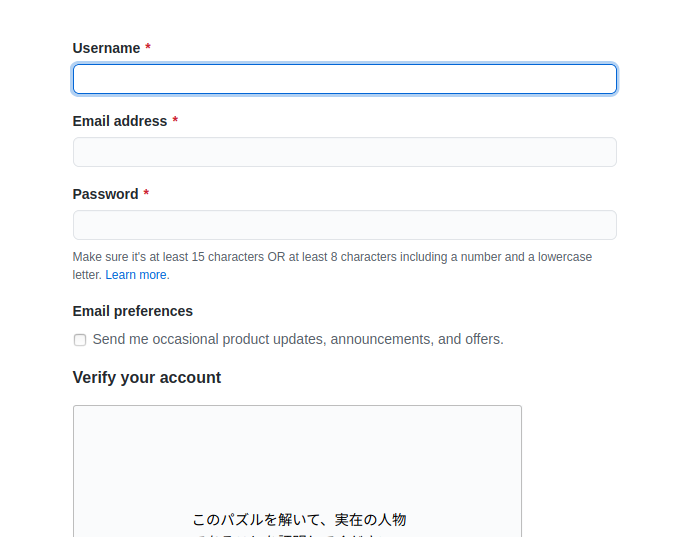 Username *
Email address *
Password *
Make sure it's at least 15 characters OR at least 8 characters including a number and a lowercase
letter. Learn more.
Email preferences
Send me occasional product updates, announcements, and offers.
Verify your account
このパズルを解いて、実在の人物